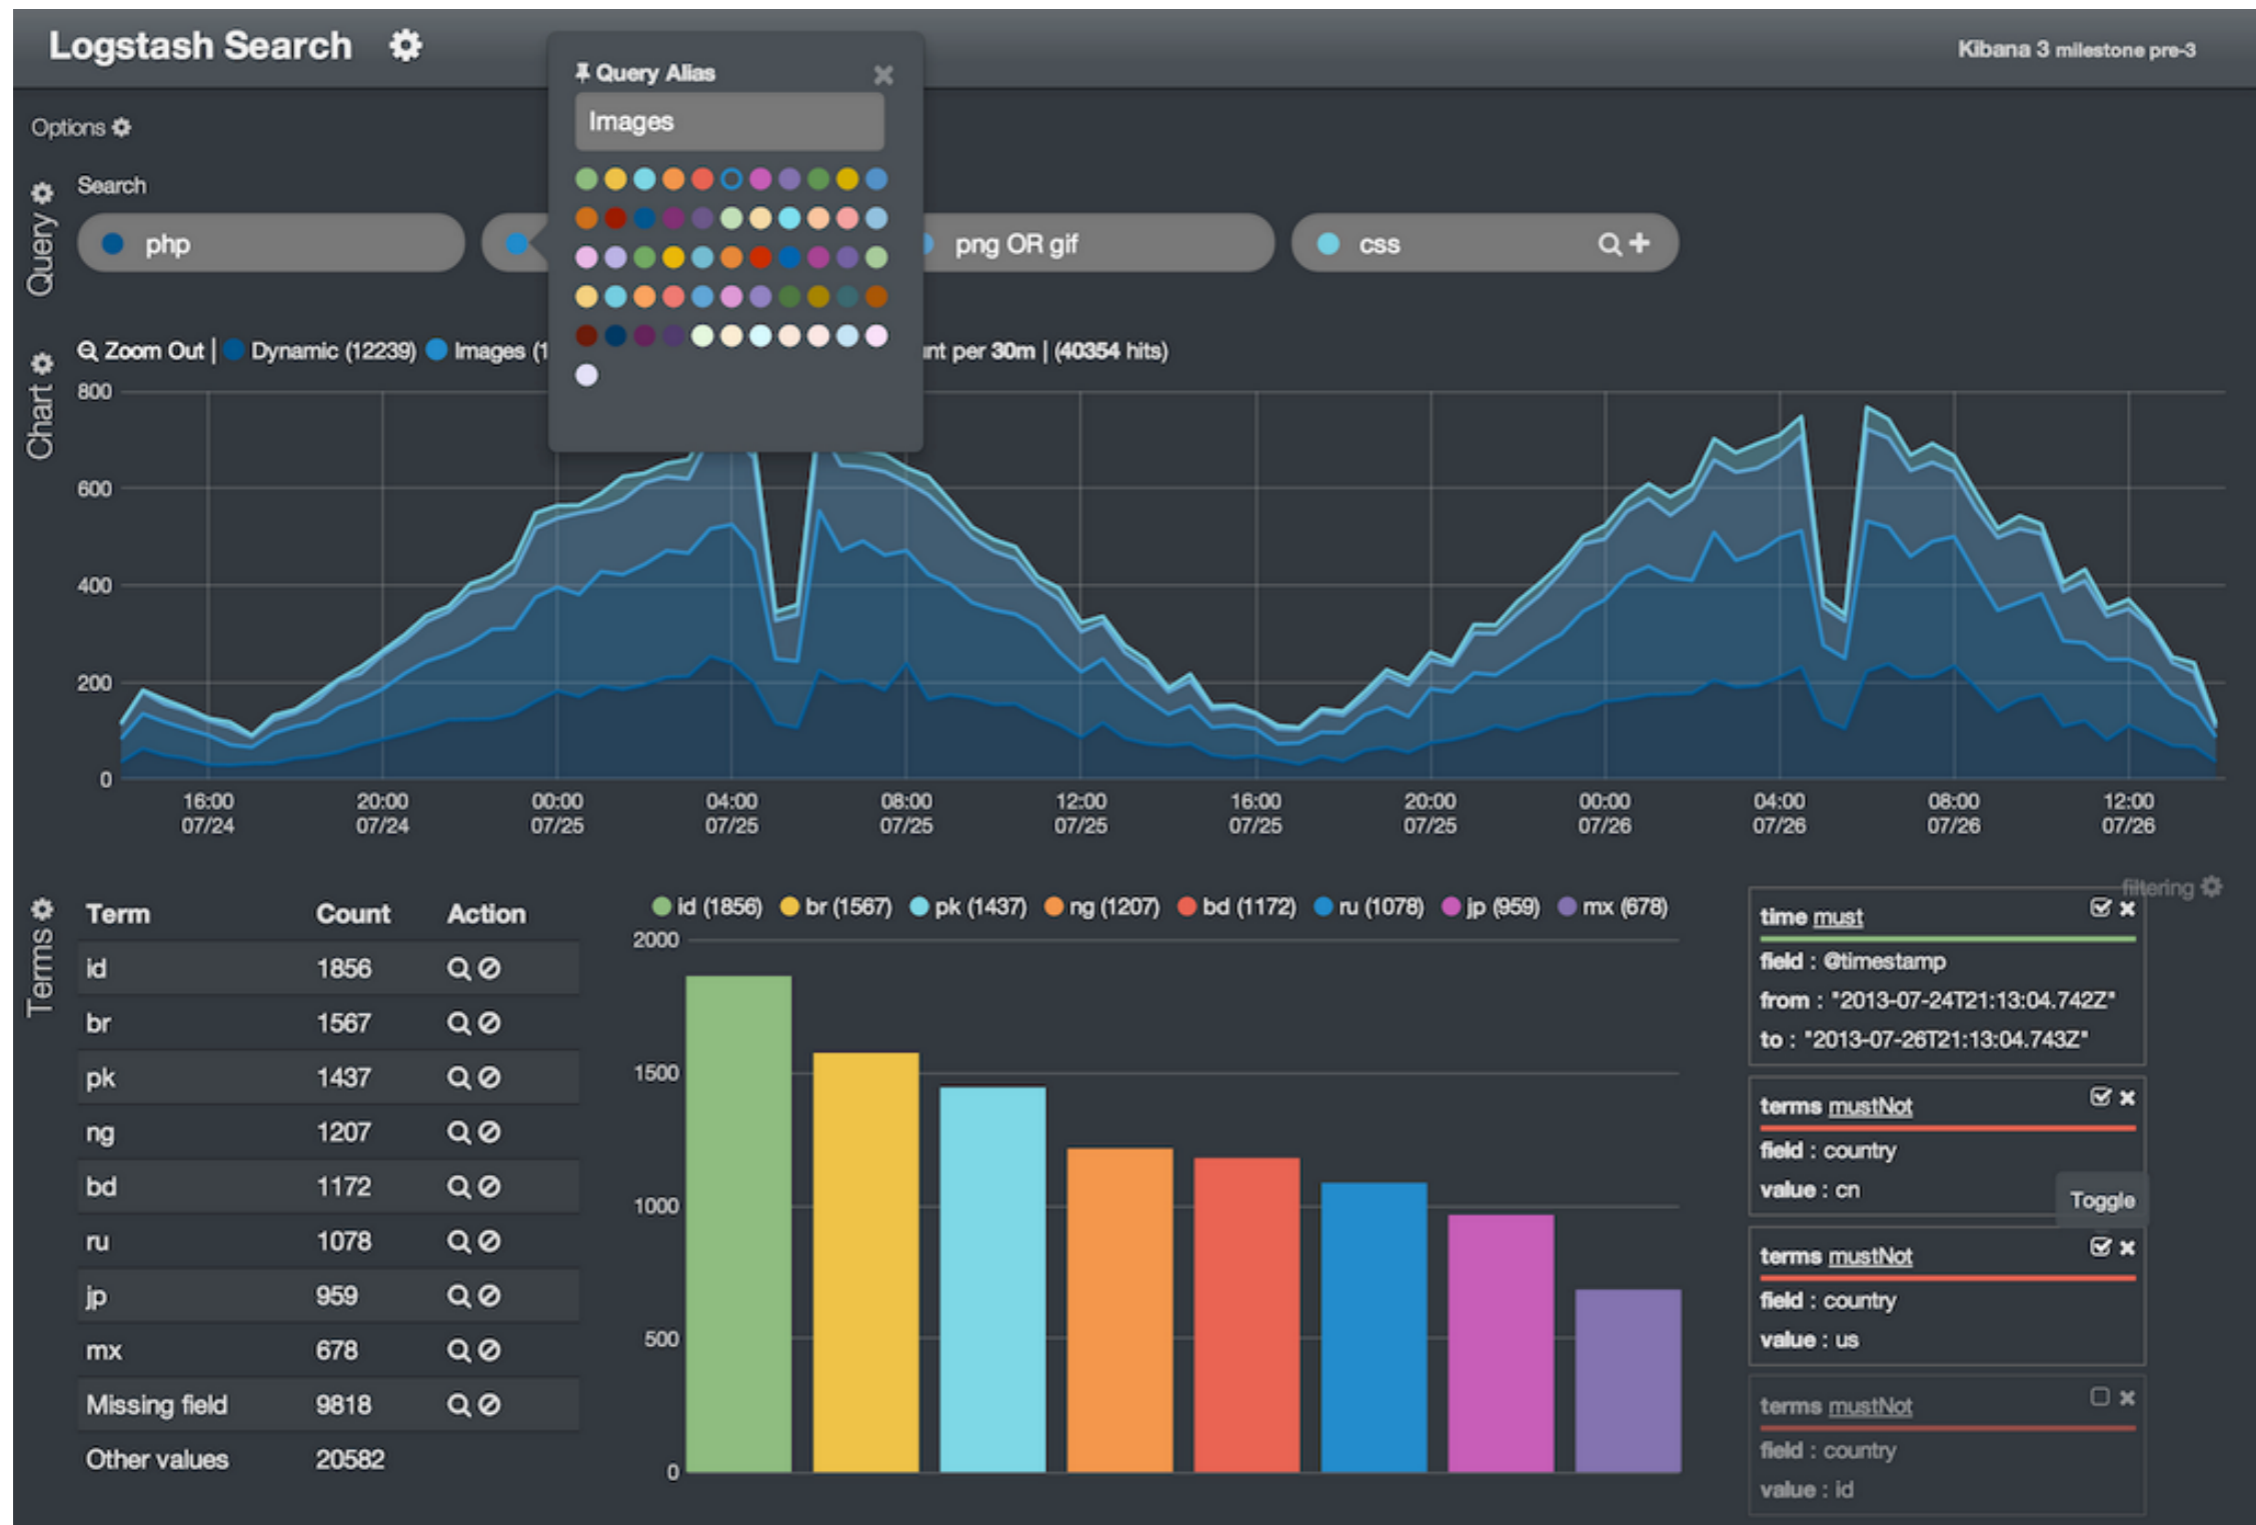 Logstash Search
Kibana 3 milestone pre-3
Query Alias
Images
Options
Query
Search
php
png OR gif
css
Chart
Zoom Out | Dynamic (12239) Images (1
per 30m | (40354 hits)
800
600
400
200
0
16:00 20:00 00:00 04:00 08:00 12:00 16:00 20:00 00:00 04:00 08:00 12:00
07/24 07/24 07/25 07/25 07/25 07/25 07/25 07/25 07/26 07/26 07/26 07/26
Terms
Term Count Action
id 1856
br 1567
pk 1437
ng 1207
bd 1172
ru 1078
jp 959
mx 678
Missing field 9818
Other values 20582
id (1856) br (1567) pk (1437) ng (1207) bd (1172) ru (1078) jp (959) mx (678)
2000
1500
1000
500
0
filtering
time must
field : @timestamp
from : "2013-07-24T21:13:04.742Z"
to : "2013-07-26T21:13:04.743Z"
terms mustNot
field : country
value : cn
Toggle
terms mustNot
field : country
value : us
terms mustNot
field : country
value : id